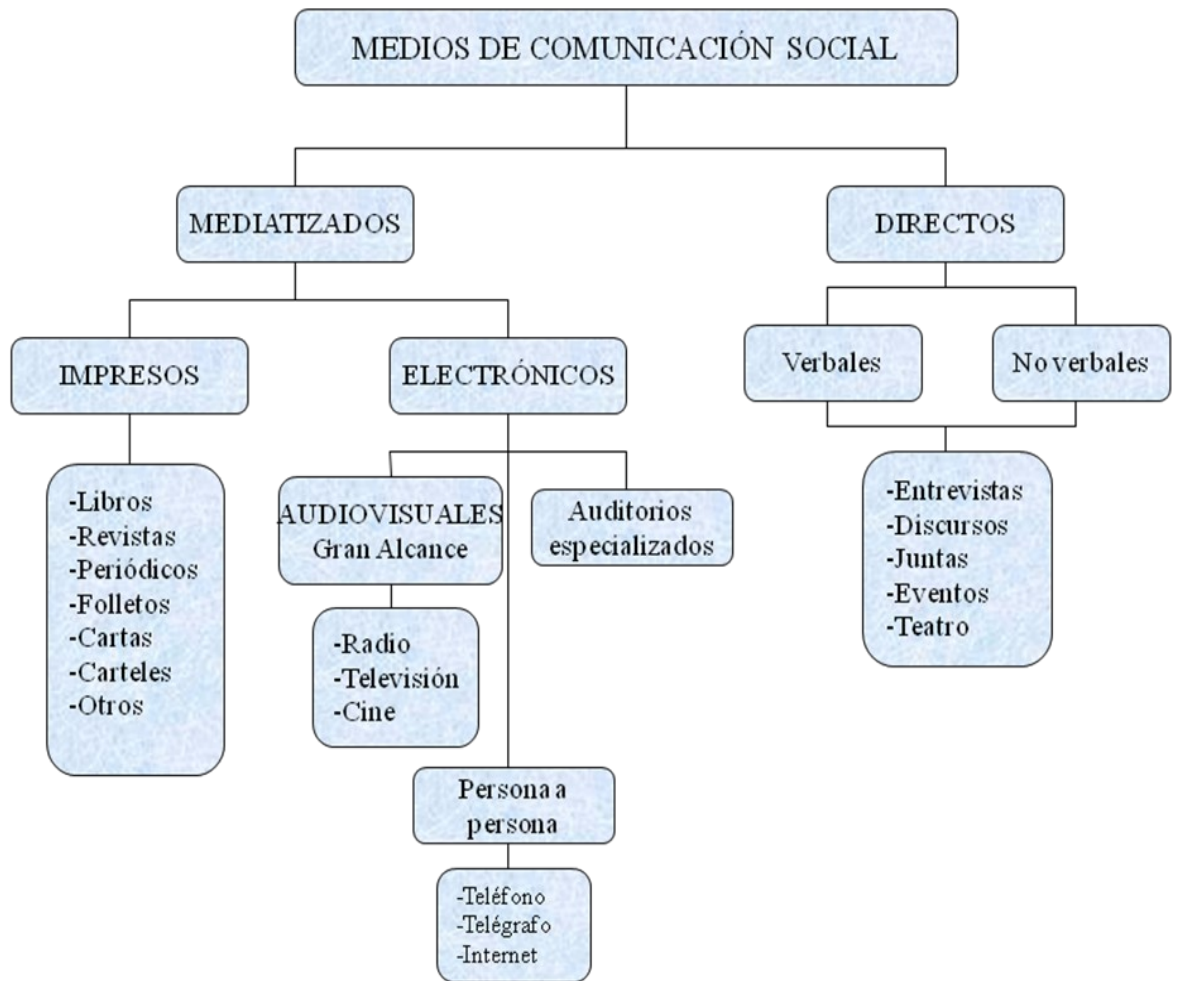 MEDIOS DE COMUNICACIÓN SOCIAL
MEDIATIZADOS
DIRECTOS
IMPRESOS
ELECTRÓNICOS
Verbales
No verbales
-Libros
-Revistas
-Periódicos
-Folletos
-Cartas
-Carteles
-Otros
AUDIOVISUALES
Gran Alcance
Auditorios
especializados
-Entrevistas
-Discursos
-Juntas
-Eventos
-Teatro
-Radio
-Televisión
-Cine
Persona a
persona
-Teléfono
-Telégrafo
-Internet